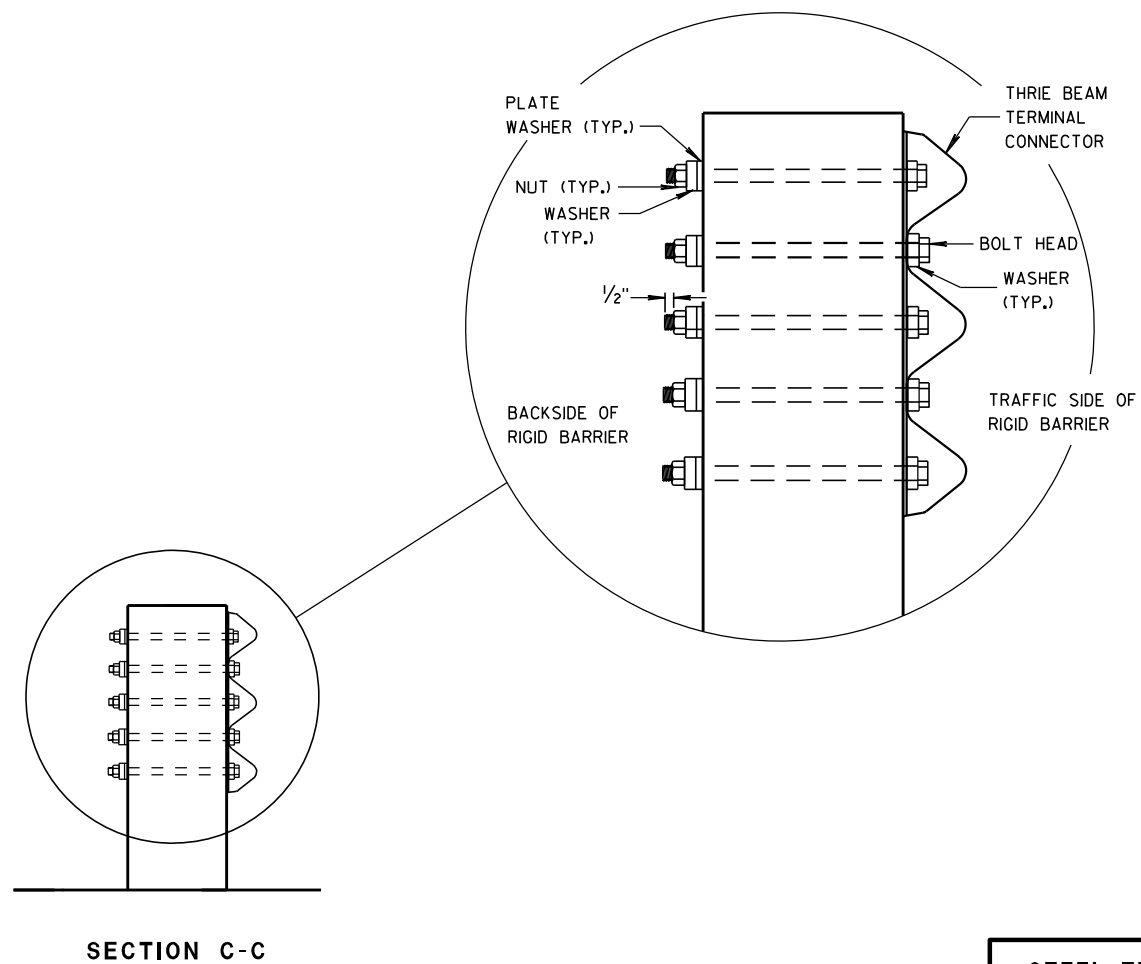 PLATE
WASHER (TYP.)
NUT (TYP.)
WASHER
(TYP.)
1/2"
BACKSIDE OF
RIGID BARRIER
THRIE BEAM
TERMINAL
CONNECTOR
BOLT HEAD
WASHER
(TYP.)
TRAFFIC SIDE OF
RIGID BARRIER
SECTION C-C